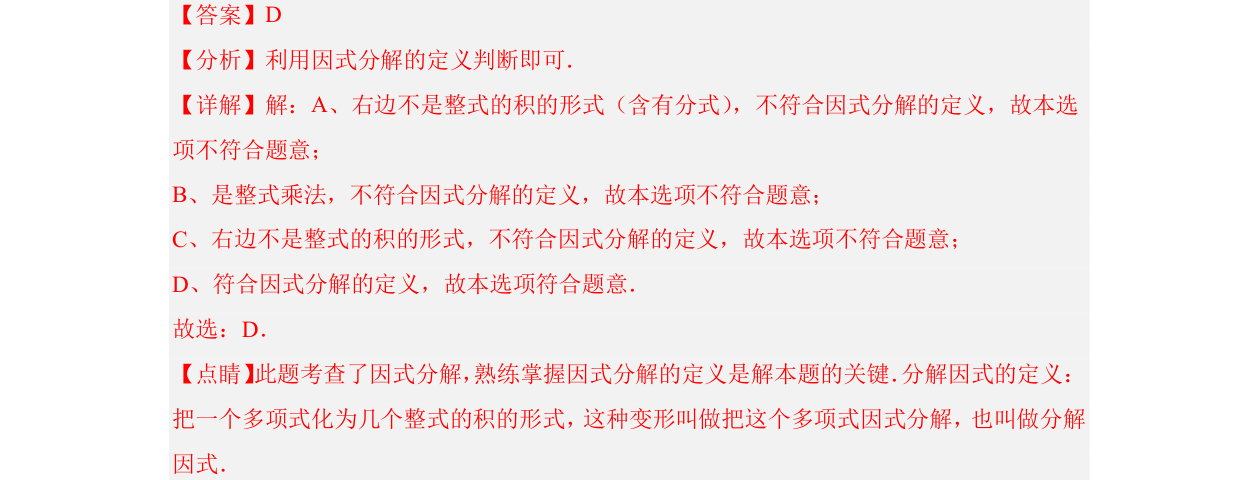 【答案】D
【分析】利用因式分解的定义判断即可．
【详解】解：A、右边不是整式的积的形式（含有分式），不符合因式分解的定义，故本选
项不符合题意；
B、是整式乘法，不符合因式分解的定义，故本选项不符合题意；
C、右边不是整式的积的形式，不符合因式分解的定义，故本选项不符合题意；
D、符合因式分解的定义，故本选项符合题意．
故选：D．
【点睛】此题考查了因式分解，熟练掌握因式分解的定义是解本题的关键．分解因式的定义：
把一个多项式化为几个整式的积的形式，这种变形叫做把这个多项式因式分解，也叫做分解
因式．